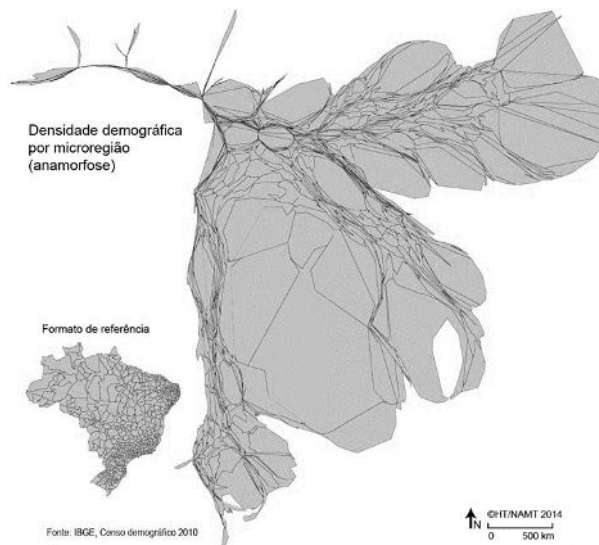 Densidade demográfica
por microregião
(anamorfose)
Formato de referência
Fonte: IBGE, Censo demográfico 2010
N
©HT/NAMT 2014
0 500 km